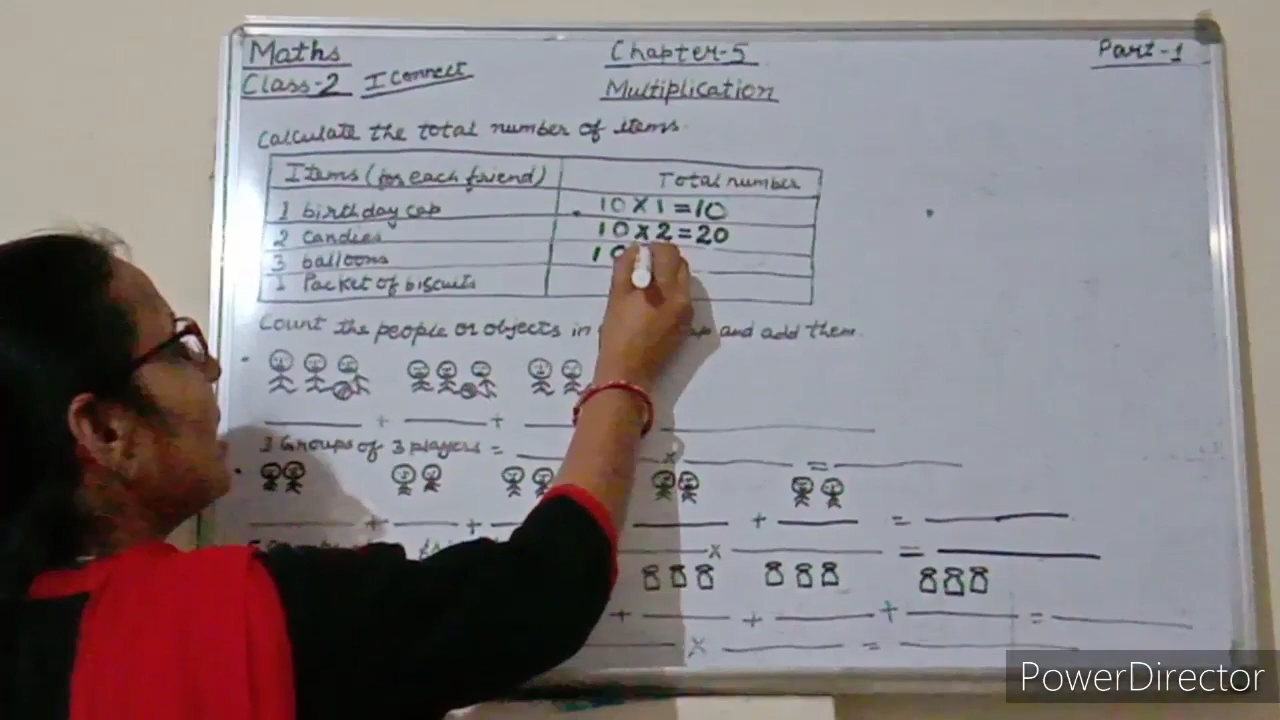 Maths Chapter-5 Part-1
Class-2 I Connect Multiplication
Calculate the total number of items.
Items (for each friend) Total number
1 birthday cap 10 X 1 = 10
2 Candies 10 x 2 = 20
3 balloons 10
1 Packet of biscuits
Count the people or objects in and add them.
+ +
3 Groups of 3 players = x =
+ + + =
x =
+ + + =
x =
PowerDirector